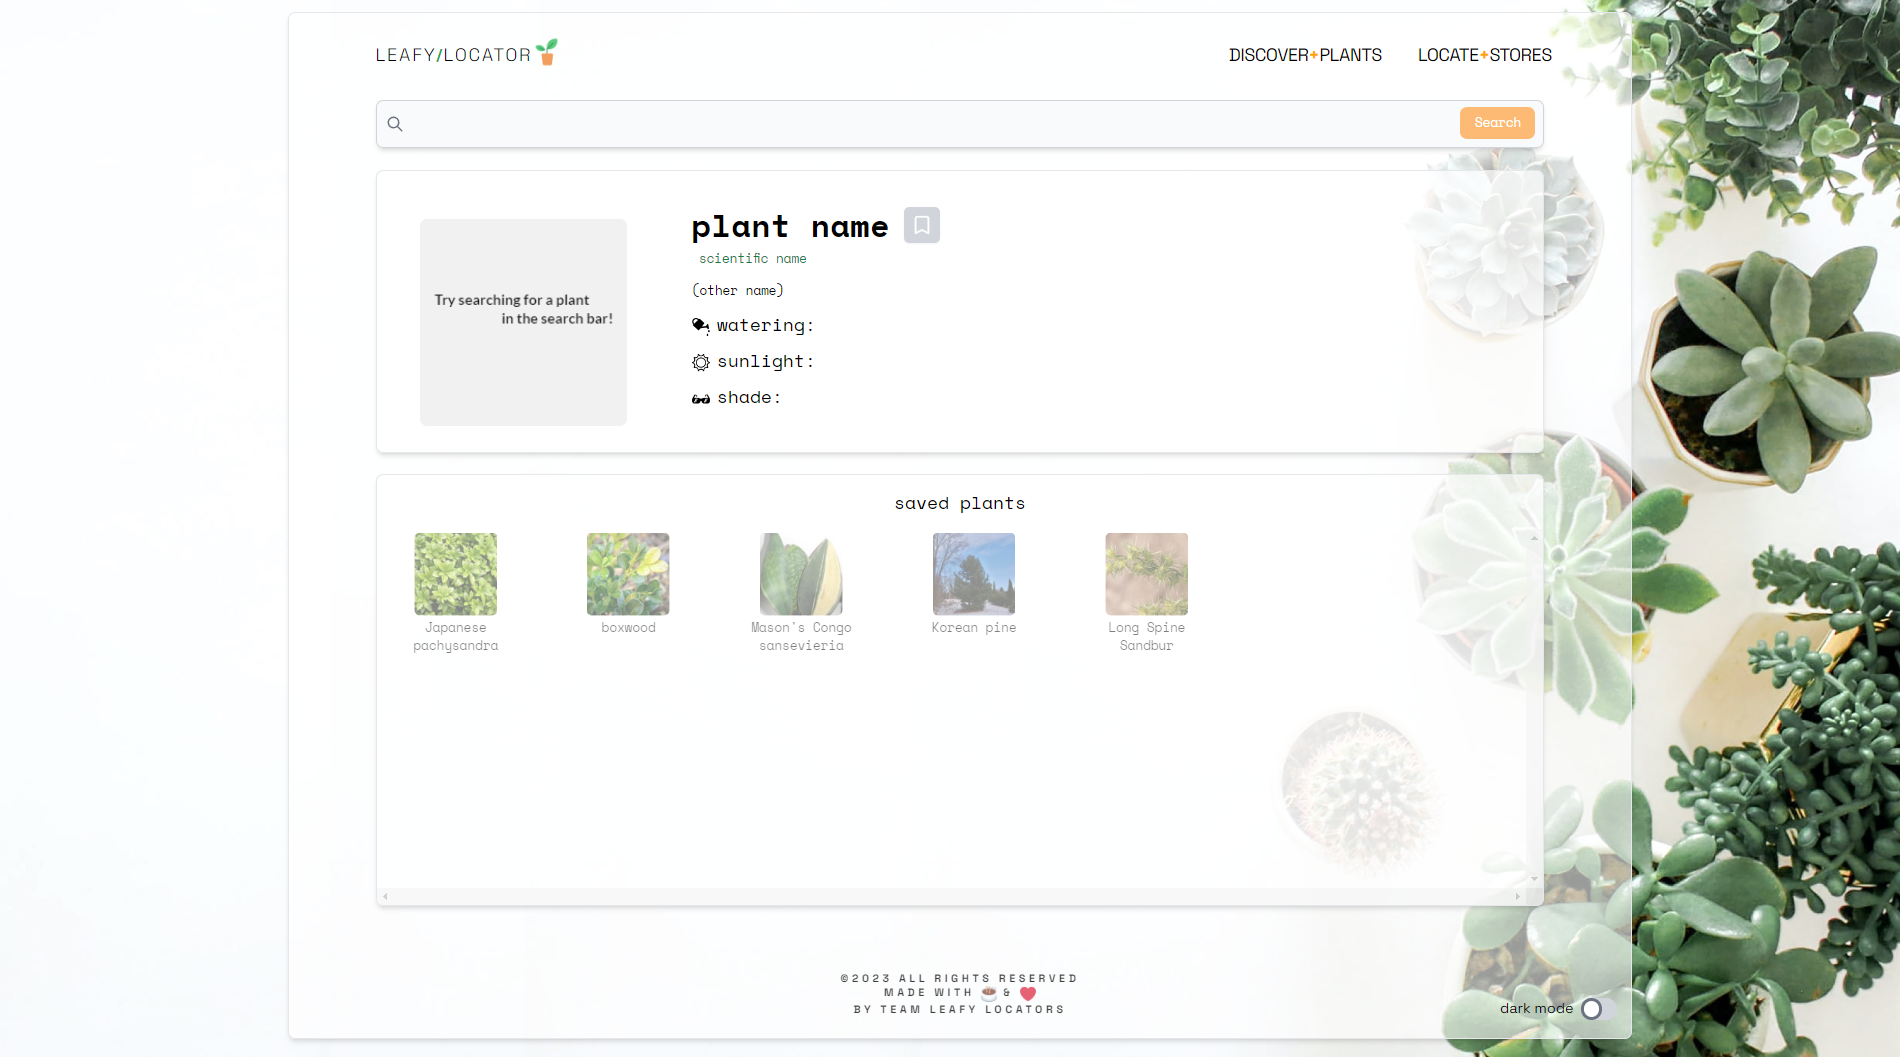 LEAFY/LOCATOR
DISCOVER+PLANTS
LOCATE+STORES
Search
Try searching for a plant
in the search bar!
plant name
scientific name
(other name)
watering:
sunlight:
shade:
saved plants
Japanese
pachysandra
boxwood
Mason's Congo
sansevieria
Korean pine
Long Spine
Sandbur
©2023 ALL RIGHTS RESERVED
MADE WITH ☕ & ❤️
BY TEAM LEAFY LOCATORS
dark mode